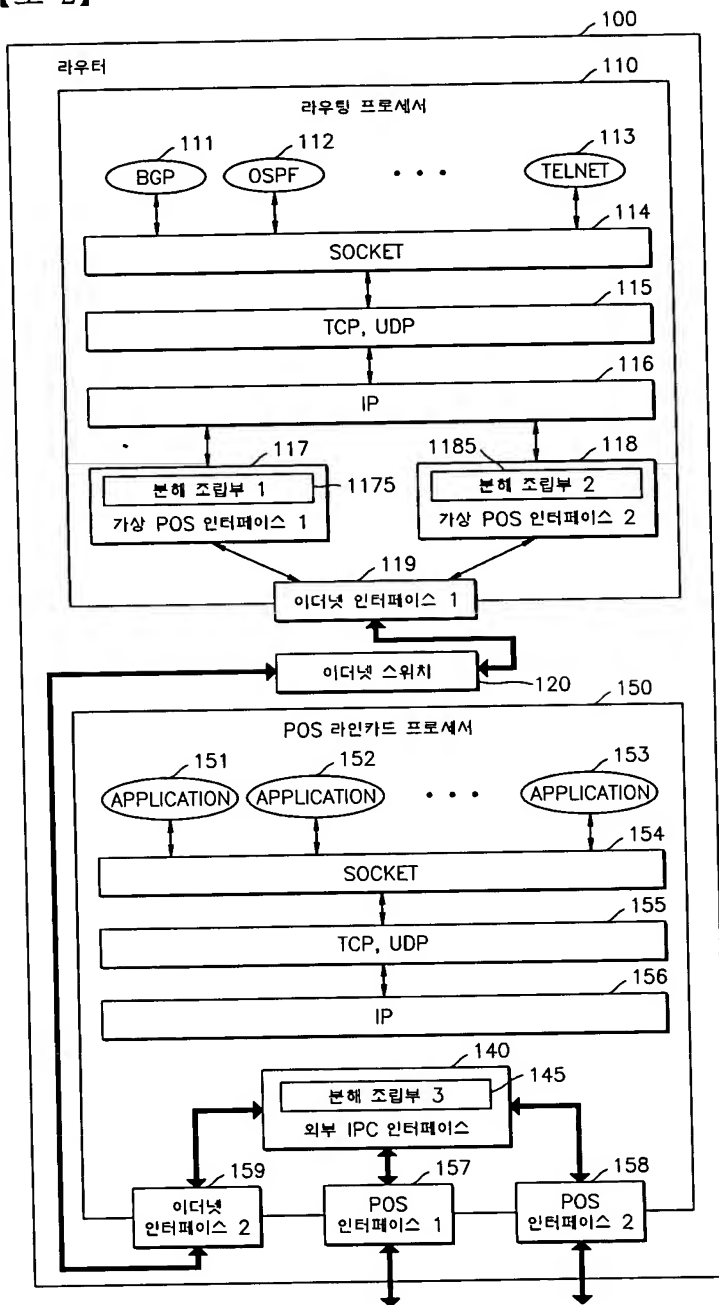 【도 2】
100
라우터
110
라우팅 프로세서
111
112
113
BGP
OSPF
• • •
TELNET
114
SOCKET
115
TCP, UDP
116
IP
117
1185
118
분해 조립부 1
1175
분해 조립부 2
가상 POS 인터페이스 1
가상 POS 인터페이스 2
119
이더넷 인터페이스 1
이더넷 스위치
120
150
POS 라인카드 프로세서
151
152
153
APPLICATION
APPLICATION
• • •
APPLICATION
154
SOCKET
155
TCP, UDP
156
IP
140
분해 조립부 3
145
외부 IPC 인터페이스
159
157
158
이더넷
인터페이스 2
POS
인터페이스 1
POS
인터페이스 2